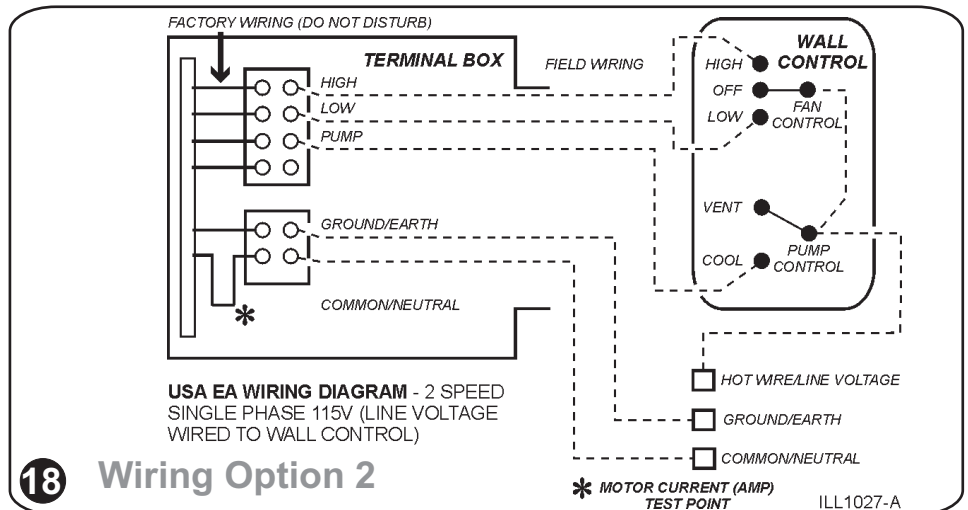 FACTORY WIRING (DO NOT DISTURB)
TERMINAL BOX
FIELD WIRING
WALL
CONTROL
HIGH
LOW
PUMP
HIGH
OFF
FAN
CONTROL
LOW
VENT
PUMP
CONTROL
COOL
GROUND/EARTH
COMMON/NEUTRAL
*
HOT WIRE/LINE VOLTAGE
GROUND/EARTH
COMMON/NEUTRAL
USA EA WIRING DIAGRAM - 2 SPEED
SINGLE PHASE 115V (LINE VOLTAGE
WIRED TO WALL CONTROL)
18 Wiring Option 2
* MOTOR CURRENT (AMP)
TEST POINT
ILL1027-A